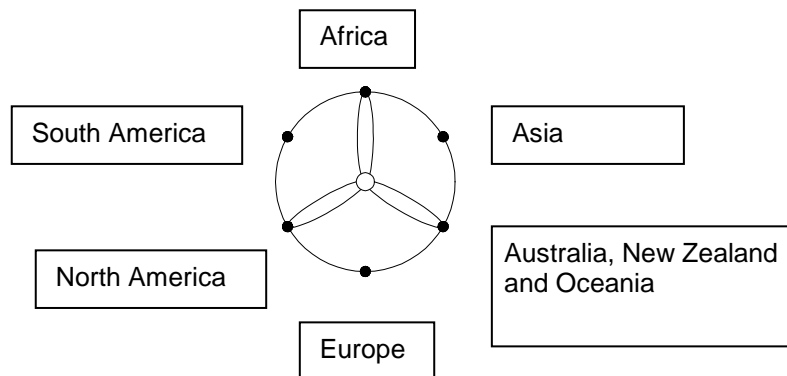 Africa
South America
Asia
North America
Australia, New Zealand
and Oceania
Europe